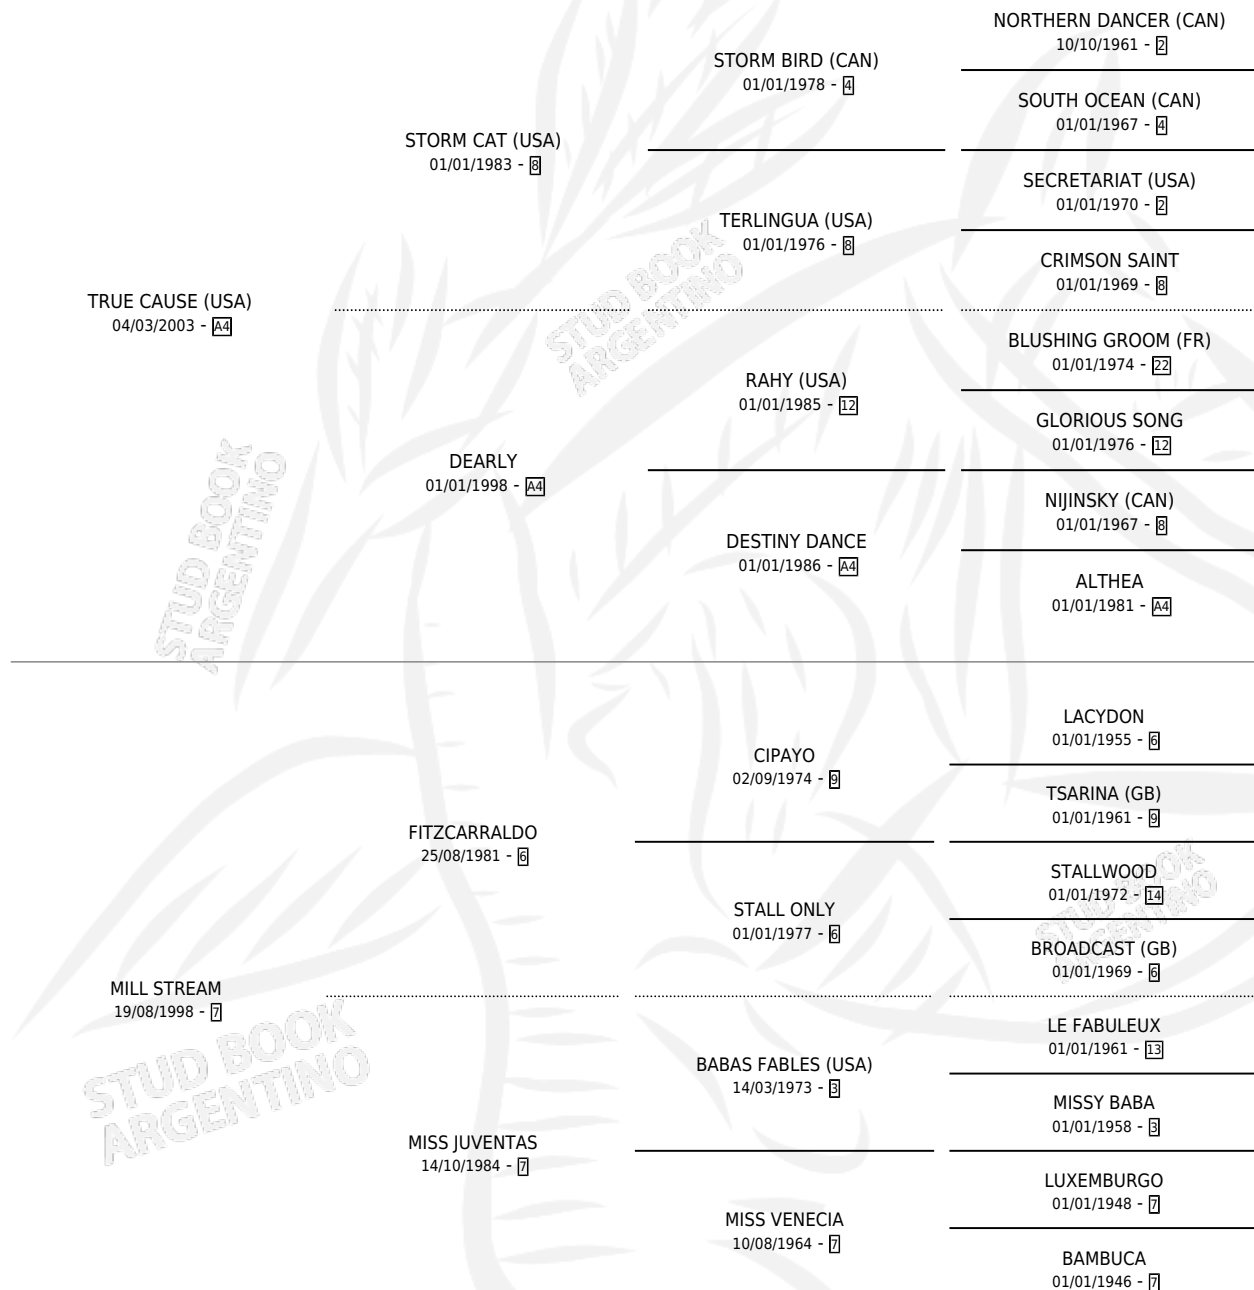 NORTHERN DANCER (CAN)
10/10/1961 - 2
STORM BIRD (CAN)
01/01/1978 - 4
SOUTH OCEAN (CAN)
01/01/1967 - 4
STORM CAT (USA)
01/01/1983 - 8
SECRETARIAT (USA)
01/01/1970 - 2
TERLINGUA (USA)
01/01/1976 - 8
CRIMSON SAINT
01/01/1969 - 8
TRUE CAUSE (USA)
04/03/2003 - A4
BLUSHING GROOM (FR)
01/01/1974 - 22
RAHY (USA)
01/01/1985 - 12
GLORIOUS SONG
01/01/1976 - 12
DEARLY
01/01/1998 - A4
NIJINSKY (CAN)
01/01/1967 - 8
DESTINY DANCE
01/01/1986 - A4
ALTHEA
01/01/1981 - A4
LACYDON
01/01/1955 - 6
CIPAYO
02/09/1974 - 9
TSARINA (GB)
01/01/1961 - 9
FITZCARRALDO
25/08/1981 - 6
STALLWOOD
01/01/1972 - 14
STALL ONLY
01/01/1977 - 6
BROADCAST (GB)
01/01/1969 - 6
MILL STREAM
19/08/1998 - 7
LE FABULEUX
01/01/1961 - 13
BABAS FABLES (USA)
14/03/1973 - 3
MISSY BABA
01/01/1958 - 3
MISS JUVENTAS
14/10/1984 - 7
LUXEMBURGO
01/01/1948 - 7
MISS VENECIA
10/08/1964 - 7
BAMBUCA
01/01/1946 - 7
STUD BOOK
ARGENTINO
STUD BOOK
ARGENTINO
STUD BOOK
ARGENTINO
STUD BOOK
ARGENTINO